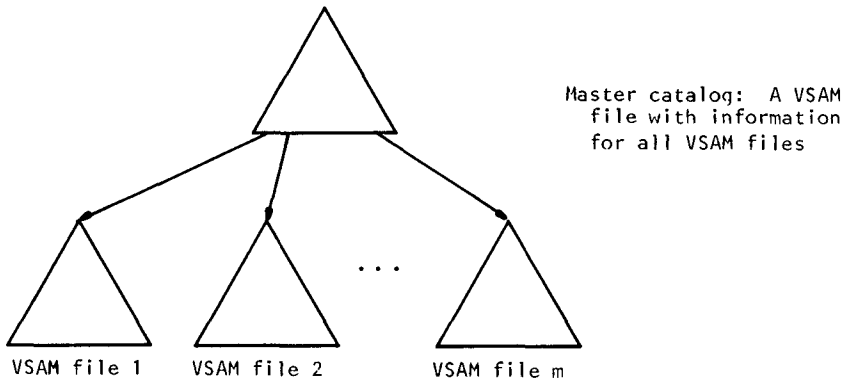 Master catalog: A VSAM
file with information
for all VSAM files
. . .
VSAM file 1
VSAM file 2
VSAM file m